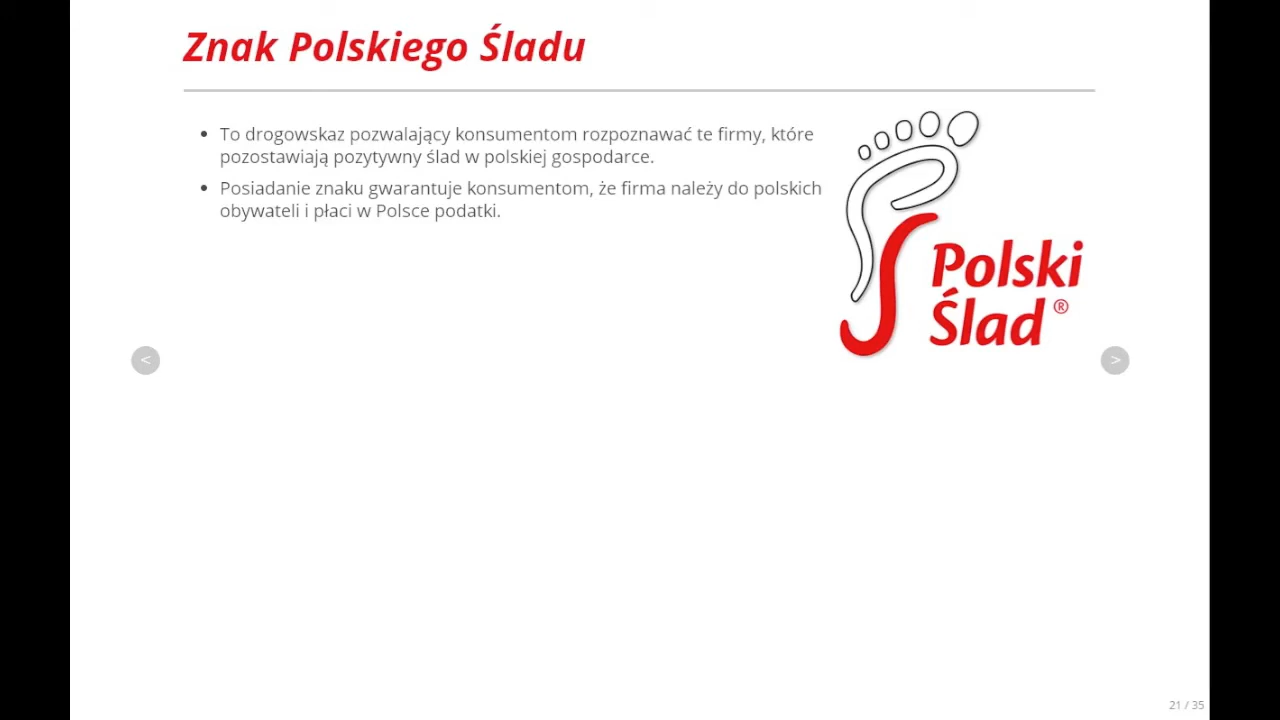 Znak Polskiego Śladu
• To drogowskaz pozwalający konsumentom rozpoznawać te firmy, które
pozostawiają pozytywny ślad w polskiej gospodarce.
• Posiadanie znaku gwarantuje konsumentom, że firma należy do polskich
obywateli i płaci w Polsce podatki.
Polski
Ślad ®
<
>
21 / 35